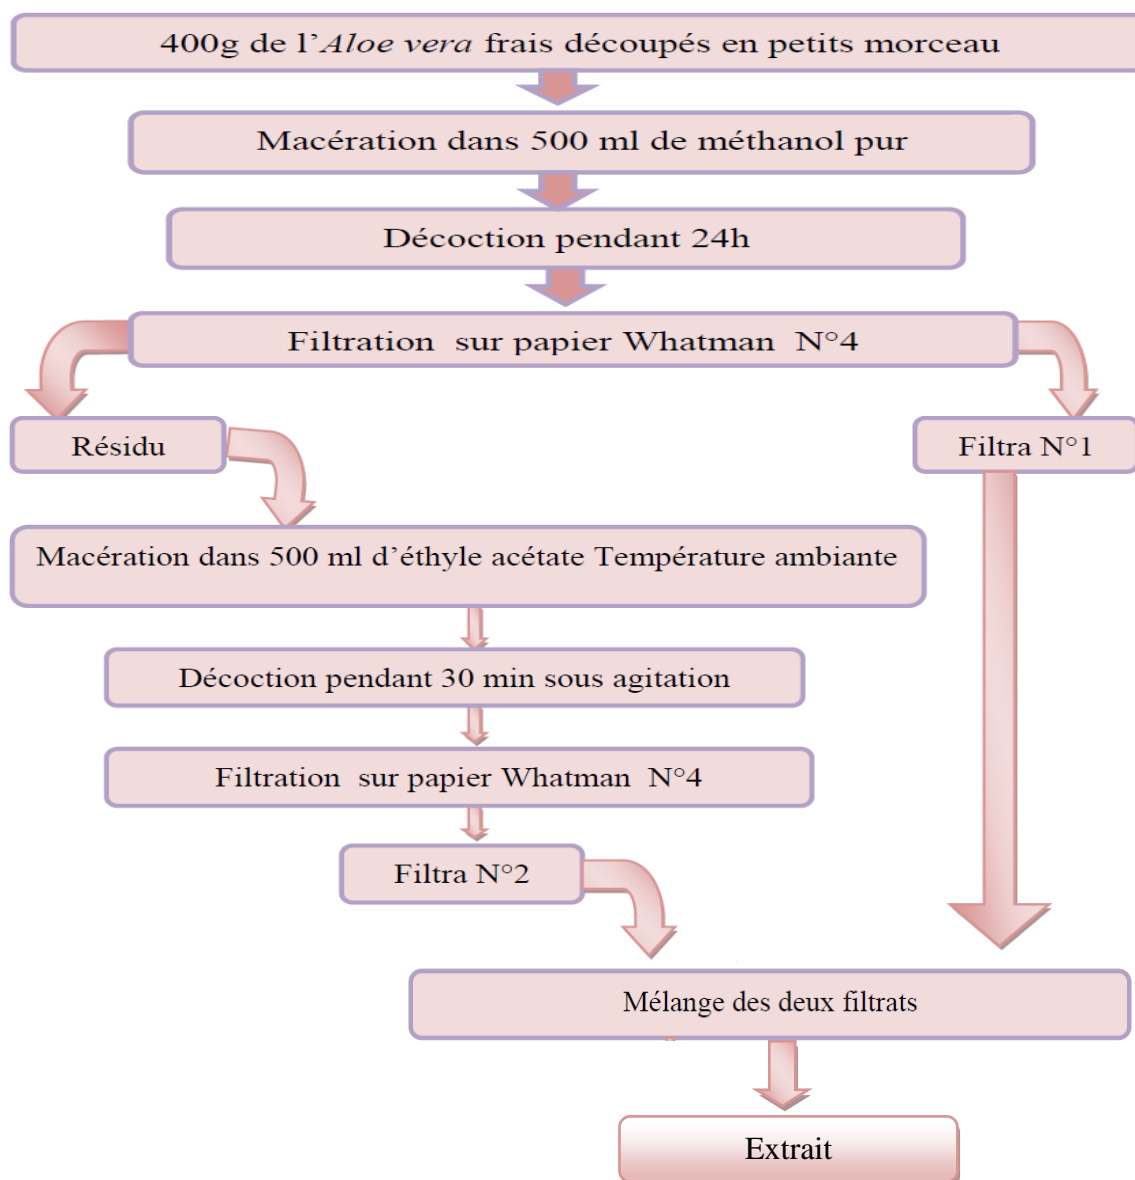 400g de l'Aloe vera frais découpés en petits morceau
Macération dans 500 ml de méthanol pur
Décoction pendant 24h
Filtration sur papier Whatman N°4
Résidu
Filtra N°1
Macération dans 500 ml d'éthyle acétate Température ambiante
Décoction pendant 30 min sous agitation
Filtration sur papier Whatman N°4
Filtra N°2
Mélange des deux filtrats
Extrait